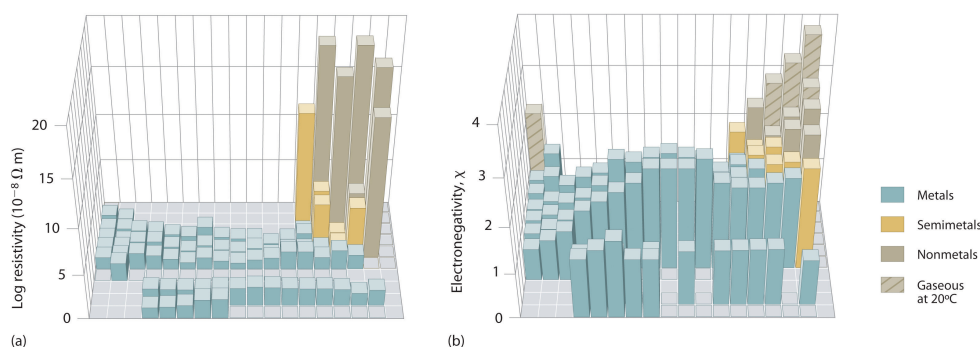 (a)
Log resistivity (10⁻⁸ Ω m)
20
15
10
5
0
(b)
Electronegativity, χ
4
3
2
1
0
Metals
Semimetals
Nonmetals
Gaseous
at 20ºC